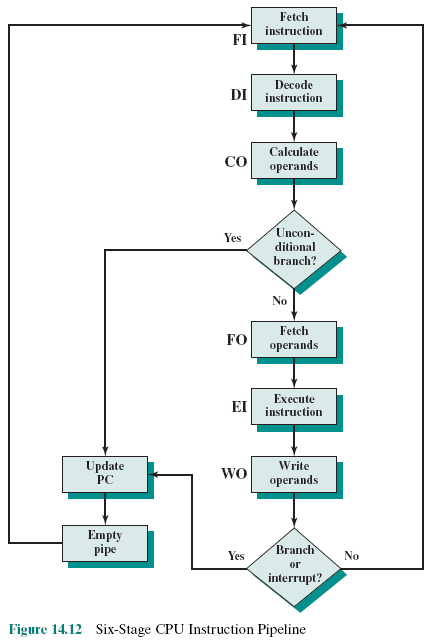 Fetch
instruction
FI
Decode
instruction
DI
Calculate
operands
CO
Yes
Uncon-
ditional
branch?
No
Fetch
operands
FO
Execute
instruction
EI
Update
PC
WO
Write
operands
Empty
pipe
Yes
Branch
or
interrupt?
No
Figure 14.12 Six-Stage CPU Instruction Pipeline